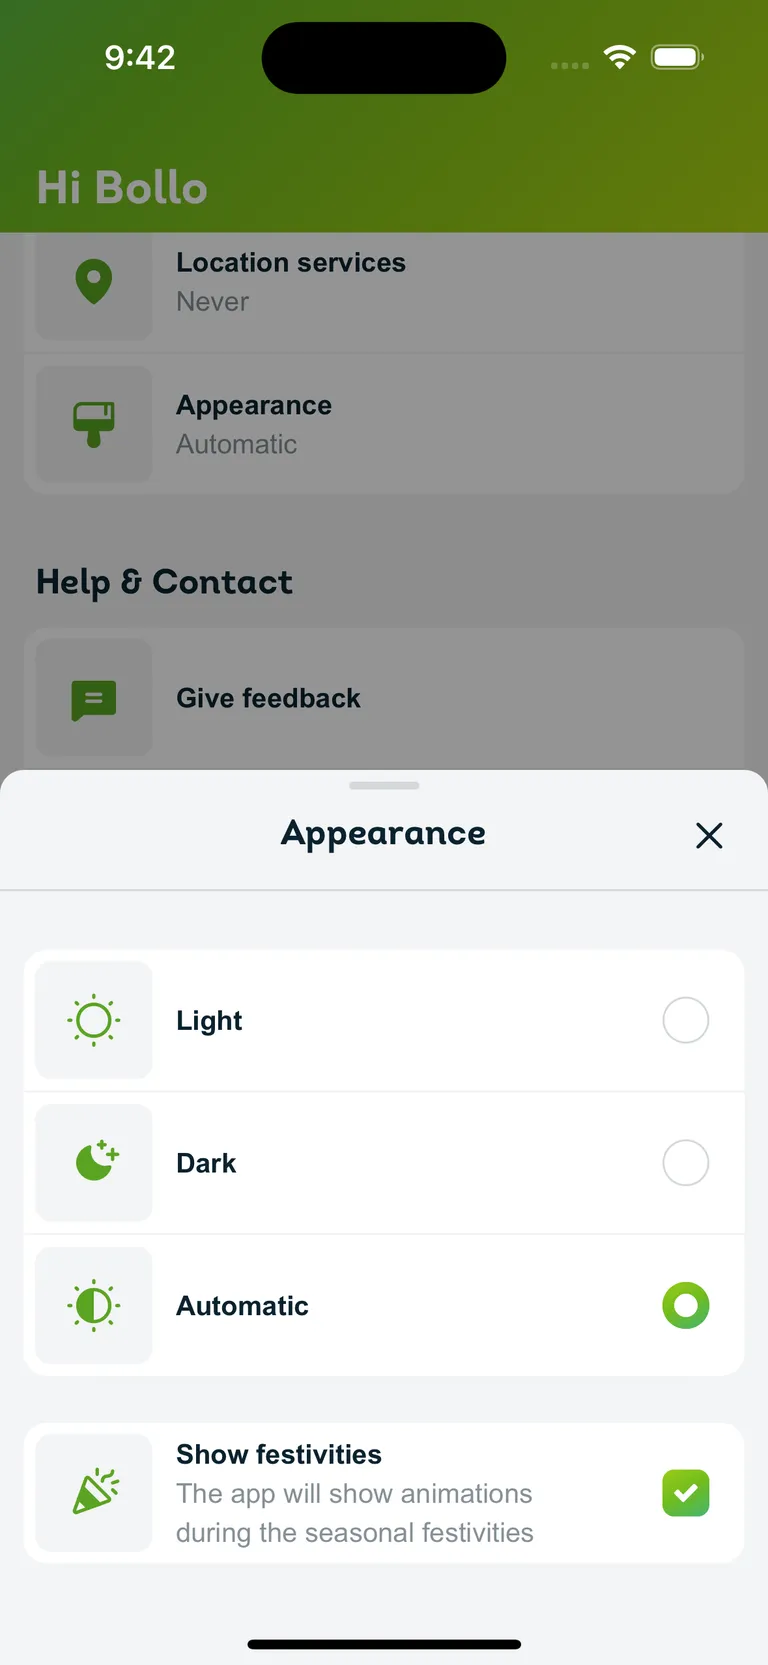 9:42
Hi Bollo
Location services
Never
Appearance
Automatic
Help & Contact
Give feedback
Appearance
Light
Dark
Automatic
Show festivities
The app will show animations
during the seasonal festivities